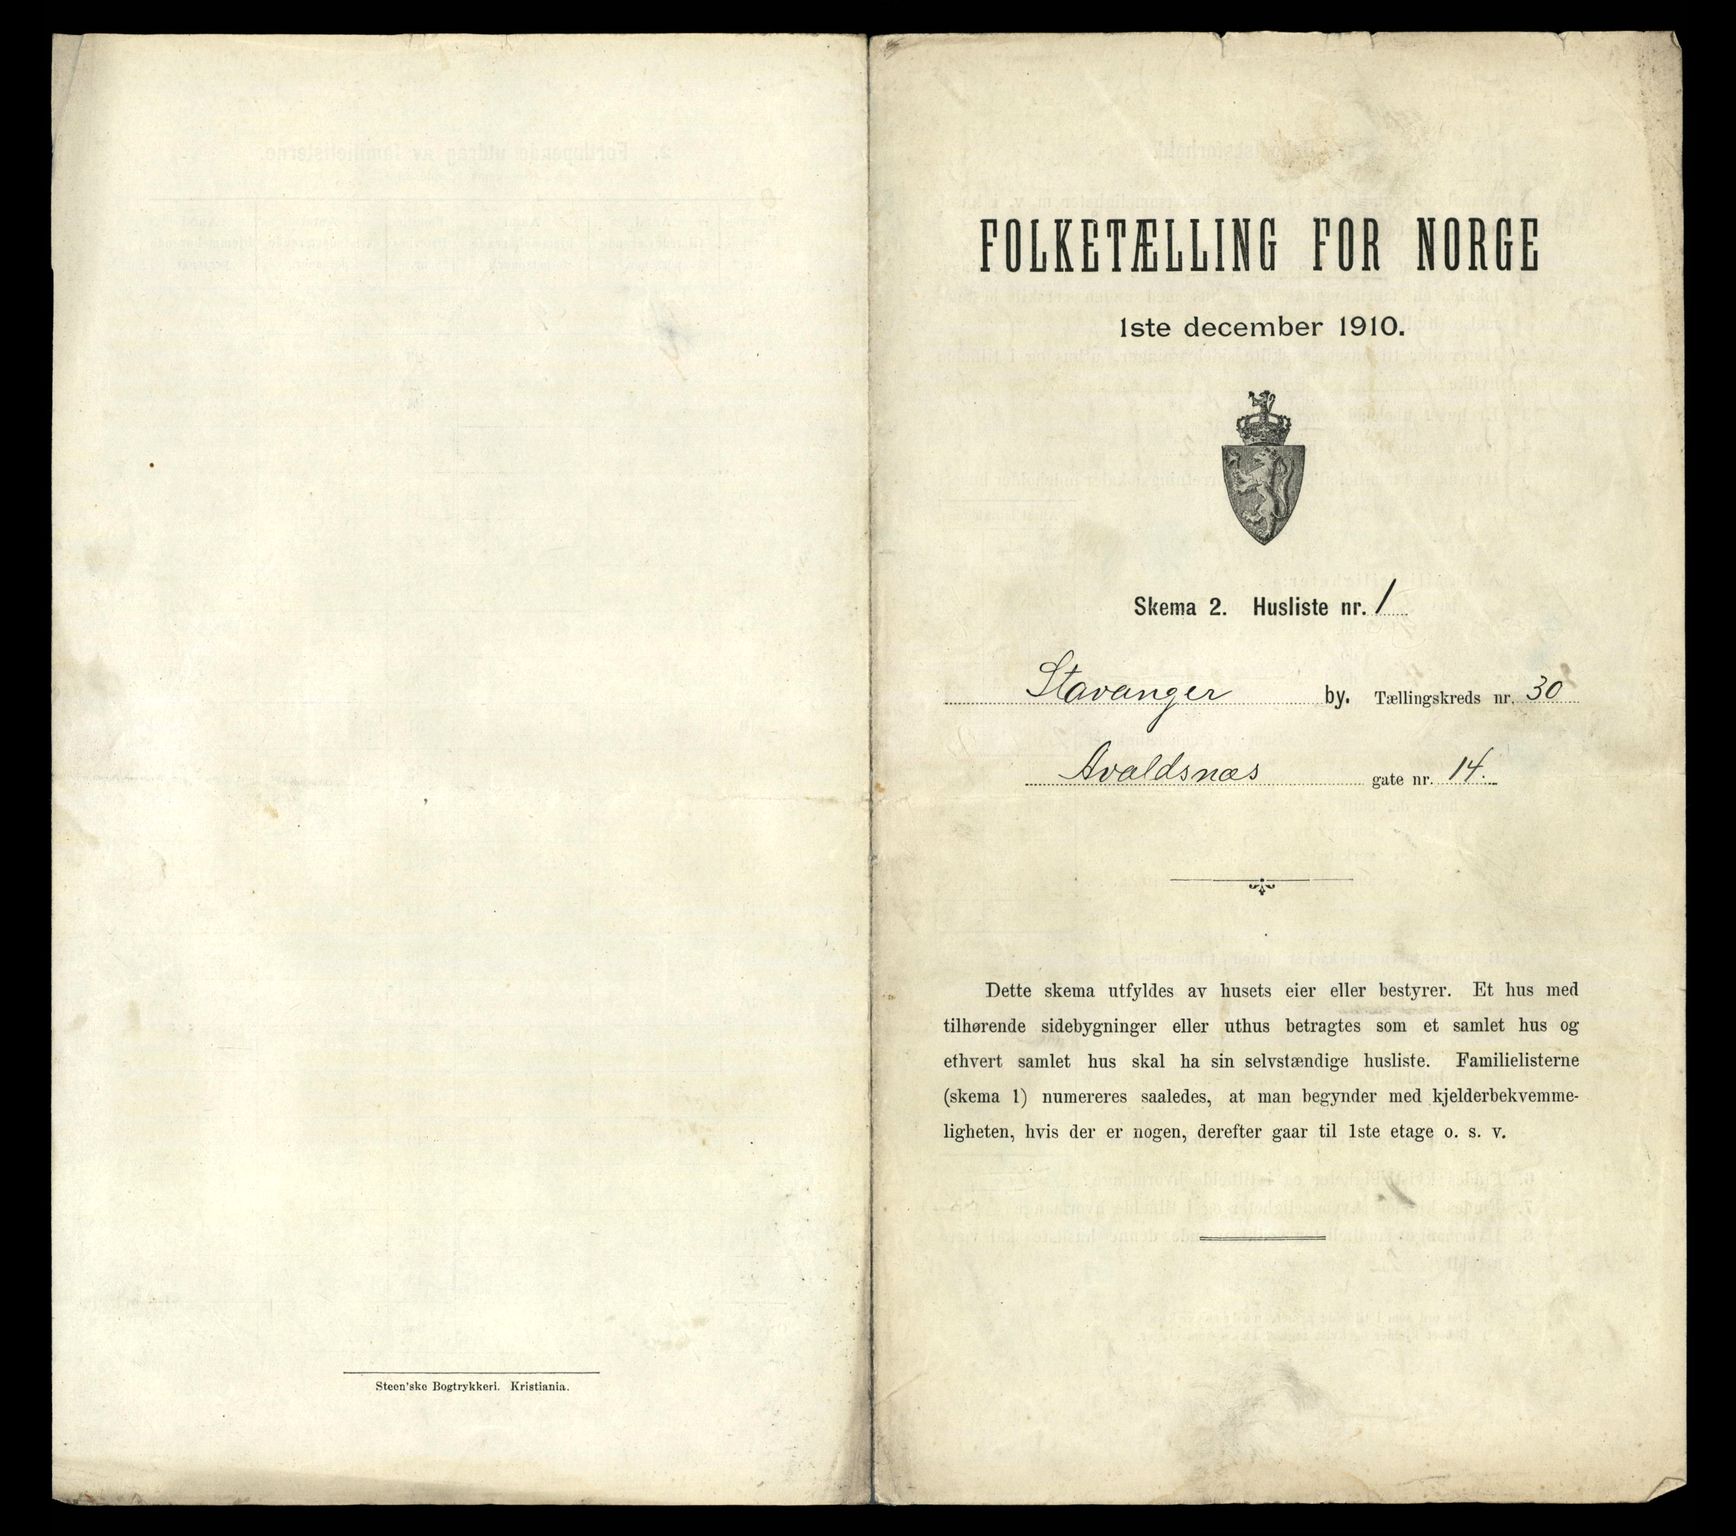 Steen'ske Bogtrykkeri. Kristiania.
FOLKETÆLLING FOR NORGE
1ste december 1910.
Skema 2. Husliste nr. 1
Stavanger by. Tællingskreds nr. 30
Avaldsnæs gate nr. 14.
Dette skema utfyldes av husets eier eller bestyrer. Et hus med
tilhørende sidebygninger eller uthus betragtes som et samlet hus og
ethvert samlet hus skal ha sin selvstændige husliste. Familielisterne
(skema 1) numereres saaledes, at man begynder med kjelderbekvemme-
ligheten, hvis der er nogen, derefter gaar til 1ste etage o. s. v.